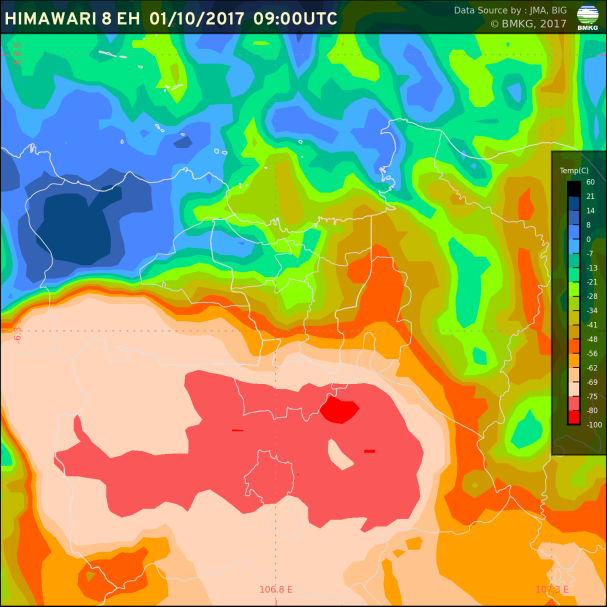 HIMAWARI 8 EH 01/10/2017 09:00UTC
Data Source by : JMA, BIG
© BMKG, 2017
BMKG
Temp(C)
60
21
14
8
0
-7
-13
-21
-28
-34
-41
-48
-56
-62
-69
-75
-80
-100
-6.3
106.8 E
107.3 E